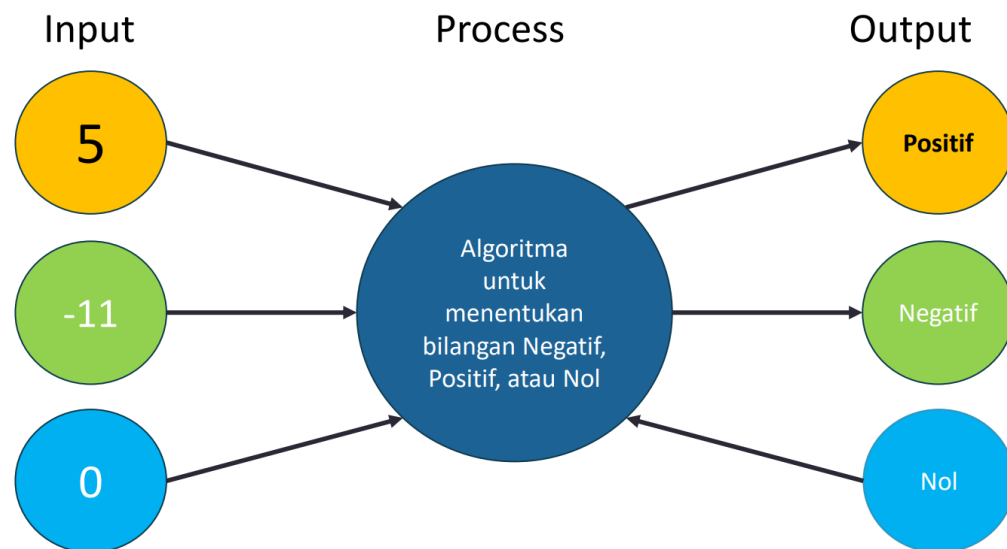 Input
Process
Output
5
Positif
Algoritma
untuk
menentukan
bilangan Negatif,
Positif, atau Nol
-11
Negatif
0
Nol